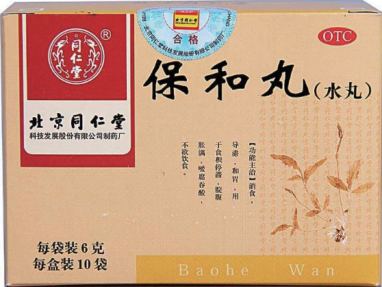 同仁堂
®
北京同仁堂
合格
OTC
保和丸(水丸)
北京同仁堂
科技发展股份有限公司制药厂
【功能主治】消食,
导滞,和胃。用
于食积停滞,脘腹
胀满,嗳腐吞酸,
不欲饮食。
每袋装6克
每盒装10袋
Baohe Wan